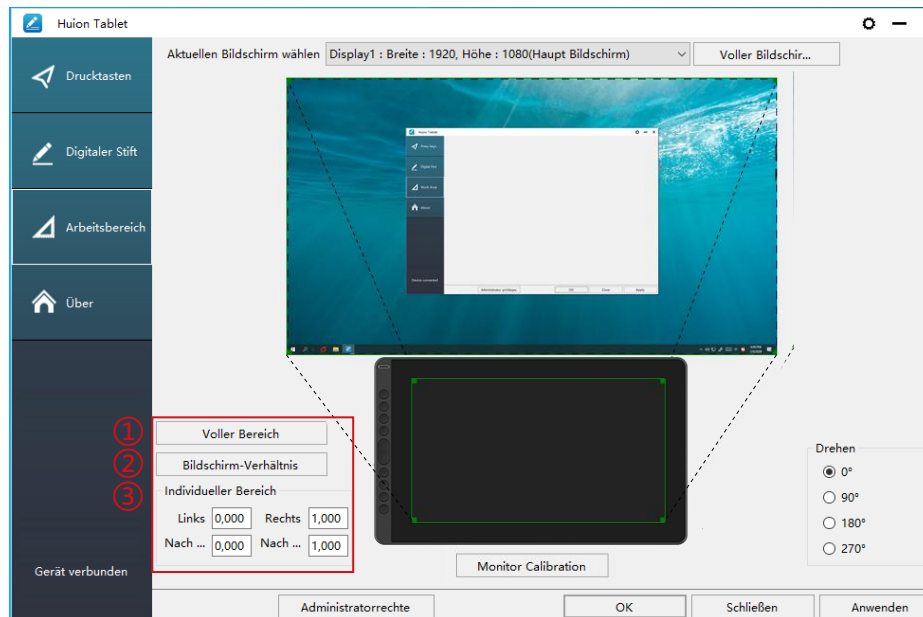 Huion Tablet
Aktuellen Bildschirm wählen Display1 : Breite : 1920, Höhe : 1080(Haupt Bildschirm) Voller Bildschir...
Drucktasten
Digitaler Stift
Arbeitsbereich
Über
Gerät verbunden
Huion Tablet
① Voller Bereich
② Bildschirm-Verhältnis
③ Individueller Bereich
Links 0,000 Rechts 1,000
Nach ... 0,000 Nach ... 1,000
Monitor Calibration
Drehen
0°
90°
180°
270°
Administratorrechte OK Schließen Anwenden